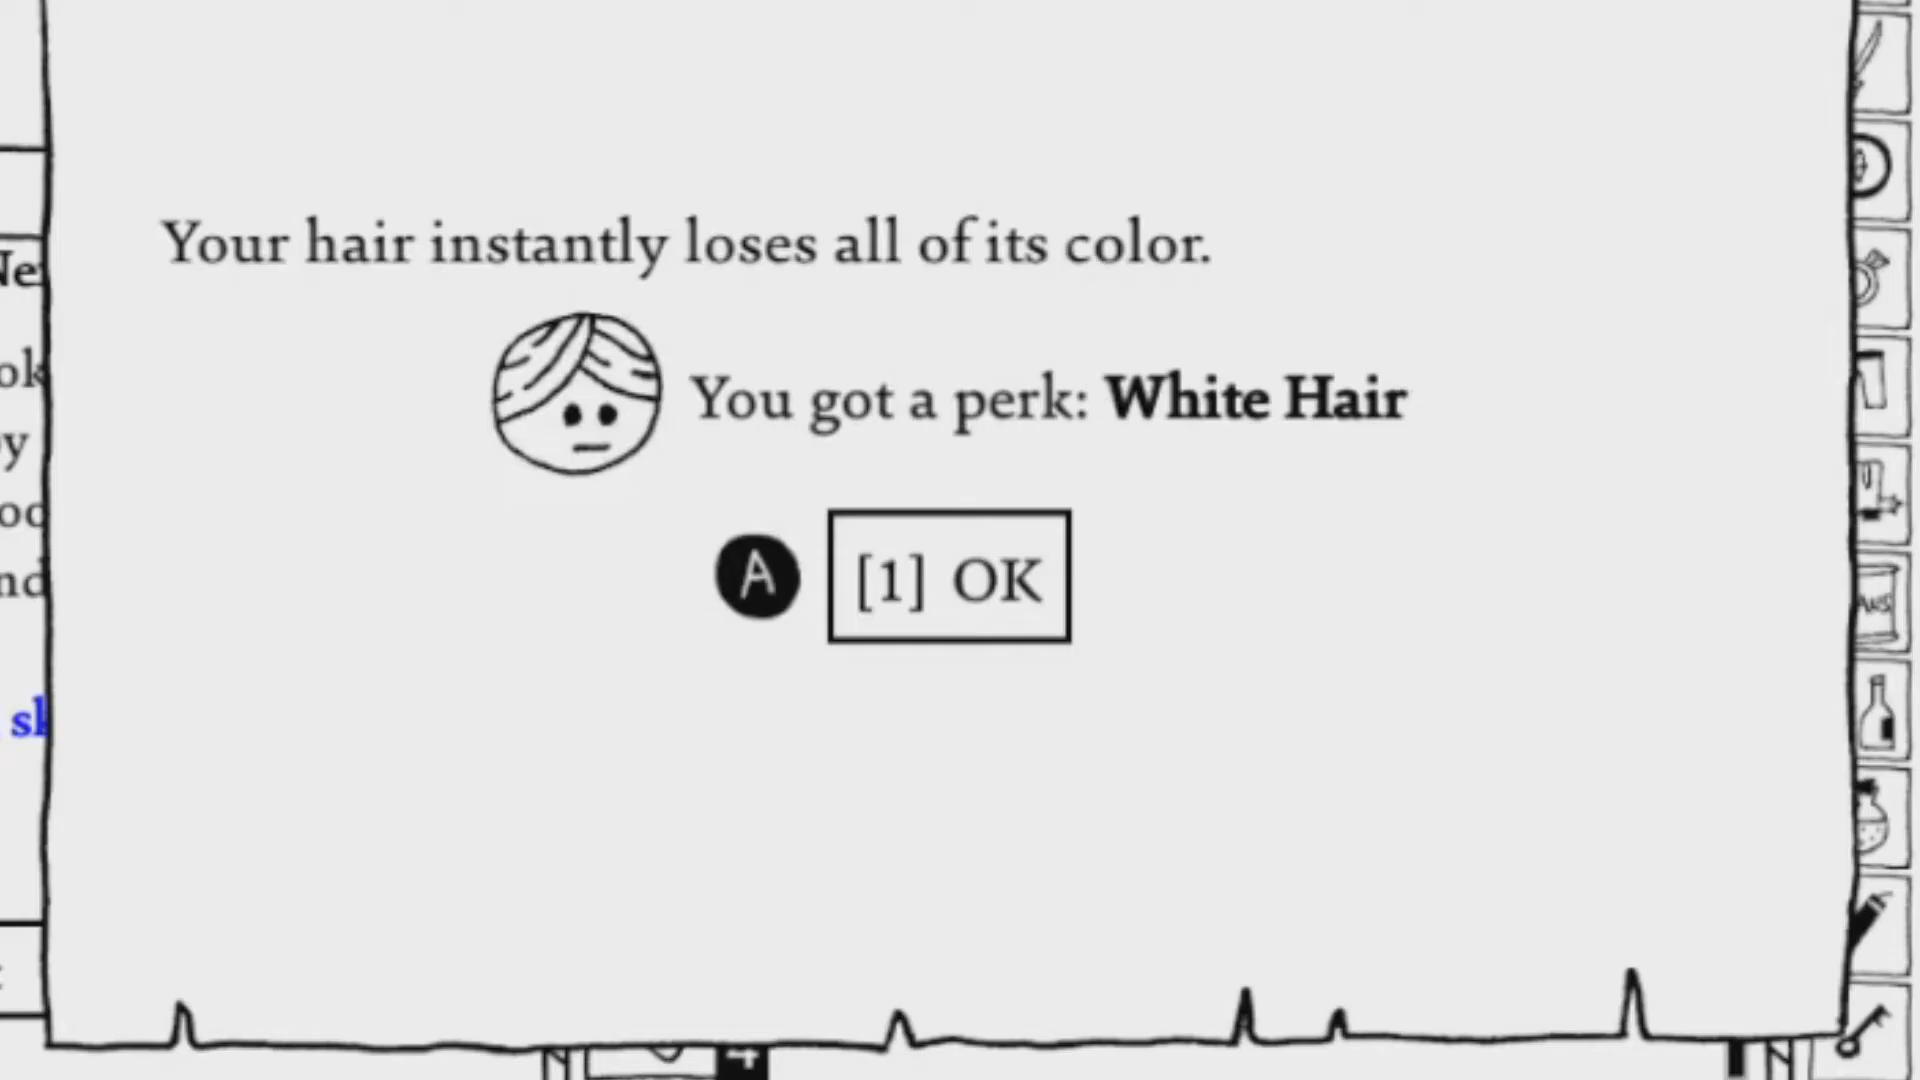 Your hair instantly loses all of its color.
You got a perk: White Hair
A [1] OK